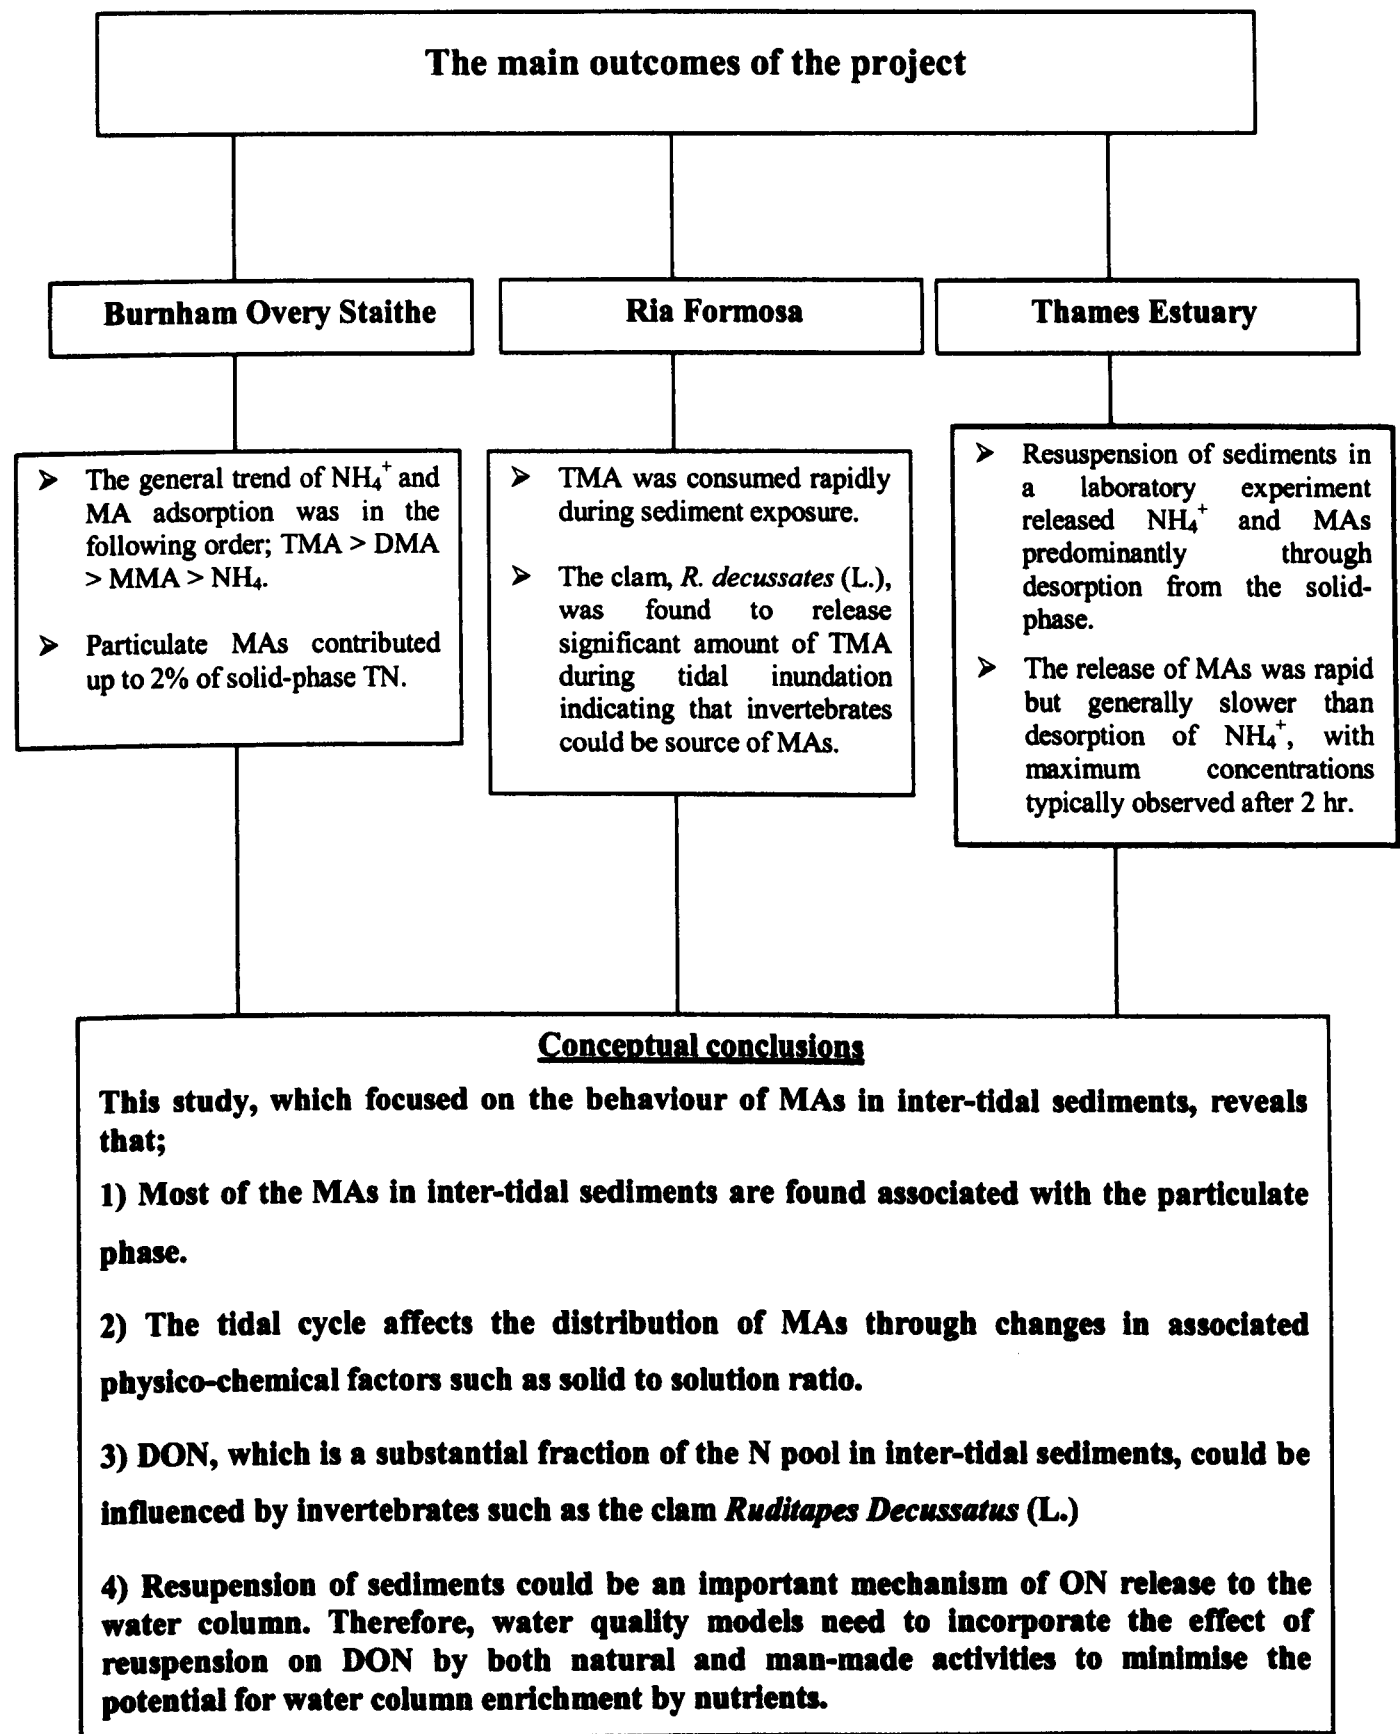 The main outcomes of the project
Burnham Overy Staithe
Ria Formosa
Thames Estuary
➢ The general trend of NH₄⁺ and
MA adsorption was in the
following order; TMA > DMA
> MMA > NH₄.
➢ Particulate MAs contributed
up to 2% of solid-phase TN.
➢ TMA was consumed rapidly
during sediment exposure.
➢ The clam, R. decussates (L.),
was found to release
significant amount of TMA
during tidal inundation
indicating that invertebrates
could be source of MAs.
➢ Resuspension of sediments in
a laboratory experiment
released NH₄⁺ and MAs
predominantly through
desorption from the solid-
phase.
➢ The release of MAs was rapid
but generally slower than
desorption of NH₄⁺, with
maximum concentrations
typically observed after 2 hr.
Conceptual conclusions
This study, which focused on the behaviour of MAs in inter-tidal sediments, reveals
that;
1) Most of the MAs in inter-tidal sediments are found associated with the particulate
phase.
2) The tidal cycle affects the distribution of MAs through changes in associated
physico-chemical factors such as solid to solution ratio.
3) DON, which is a substantial fraction of the N pool in inter-tidal sediments, could be
influenced by invertebrates such as the clam Ruditapes Decussatus (L.)
4) Resupension of sediments could be an important mechanism of ON release to the
water column. Therefore, water quality models need to incorporate the effect of
reuspension on DON by both natural and man-made activities to minimise the
potential for water column enrichment by nutrients.